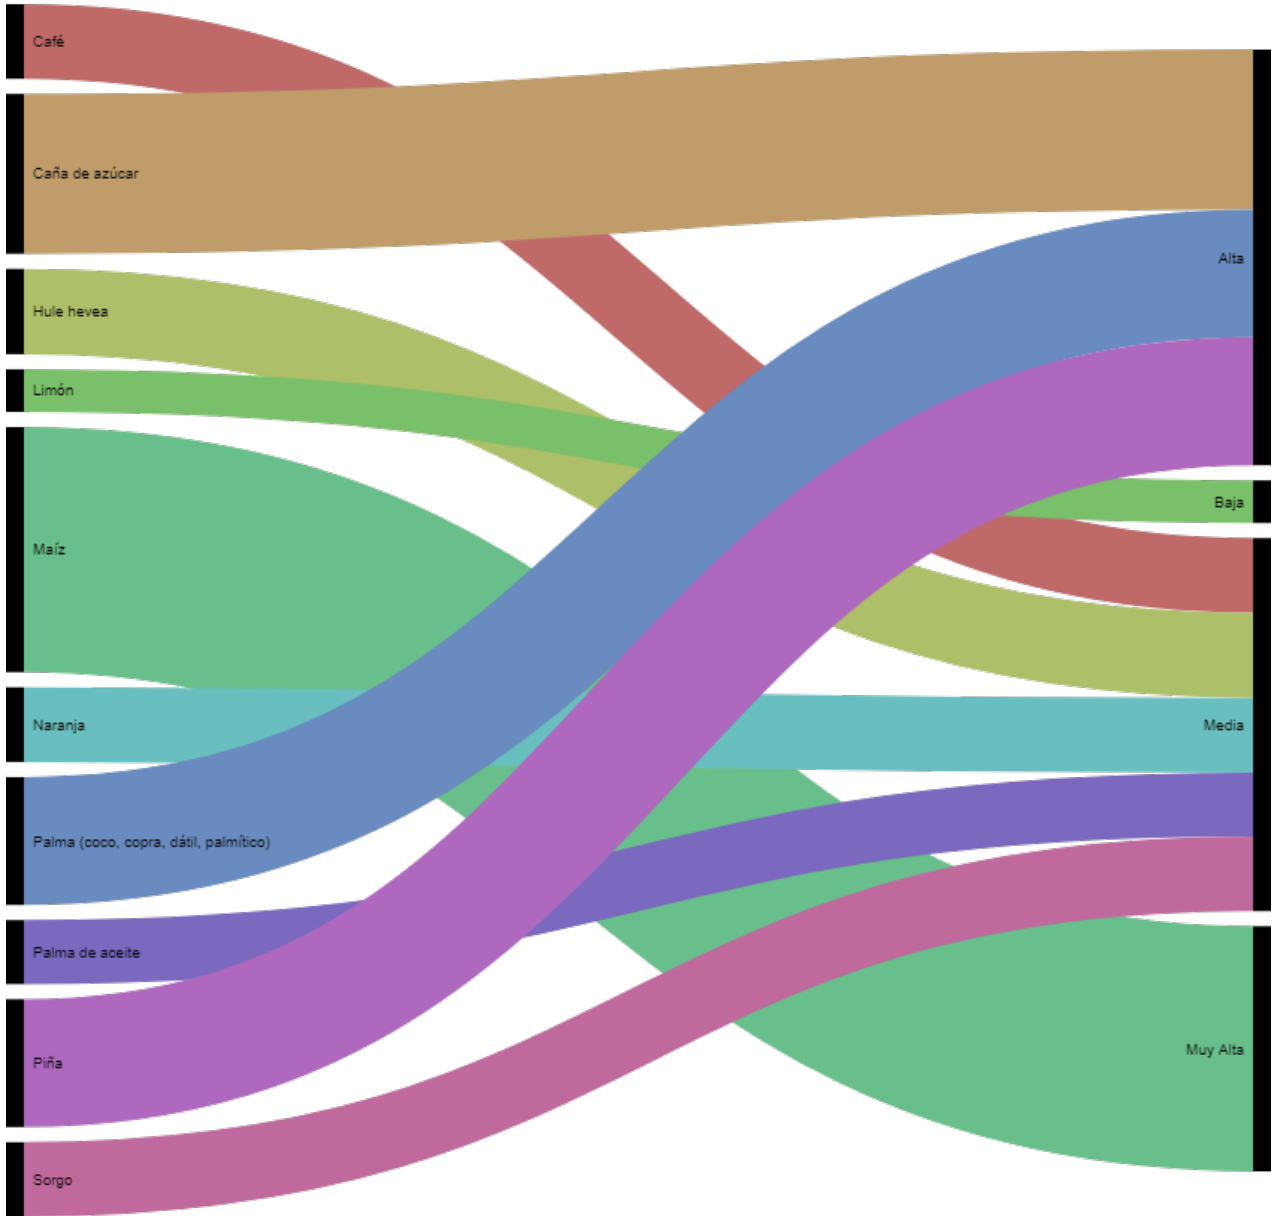 Café
Caña de azúcar
Hule hevea
Limón
Maíz
Naranja
Palma (coco, copra, dátil, palmítico)
Palma de aceite
Piña
Sorgo
Alta
Baja
Media
Muy Alta